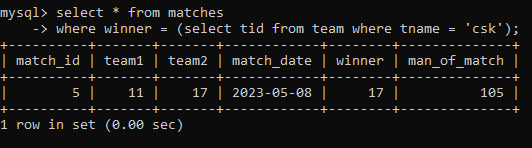 mysql> select * from matches
    -> where winner = (select tid from team where tname = 'csk');
+----------+-------+-------+------------+--------+--------------+
| match_id | team1 | team2 | match_date | winner | man_of_match |
+----------+-------+-------+------------+--------+--------------+
|        5 |    11 |    17 | 2023-05-08 |     17 |          105 |
+----------+-------+-------+------------+--------+--------------+
1 row in set (0.00 sec)